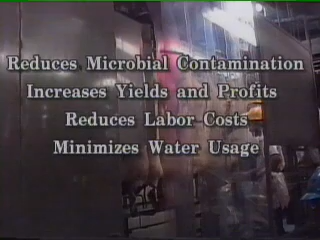 Reduces Microbial Contamination
Increases Yields and Profits
Reduces Labor Costs
Minimizes Water Usage